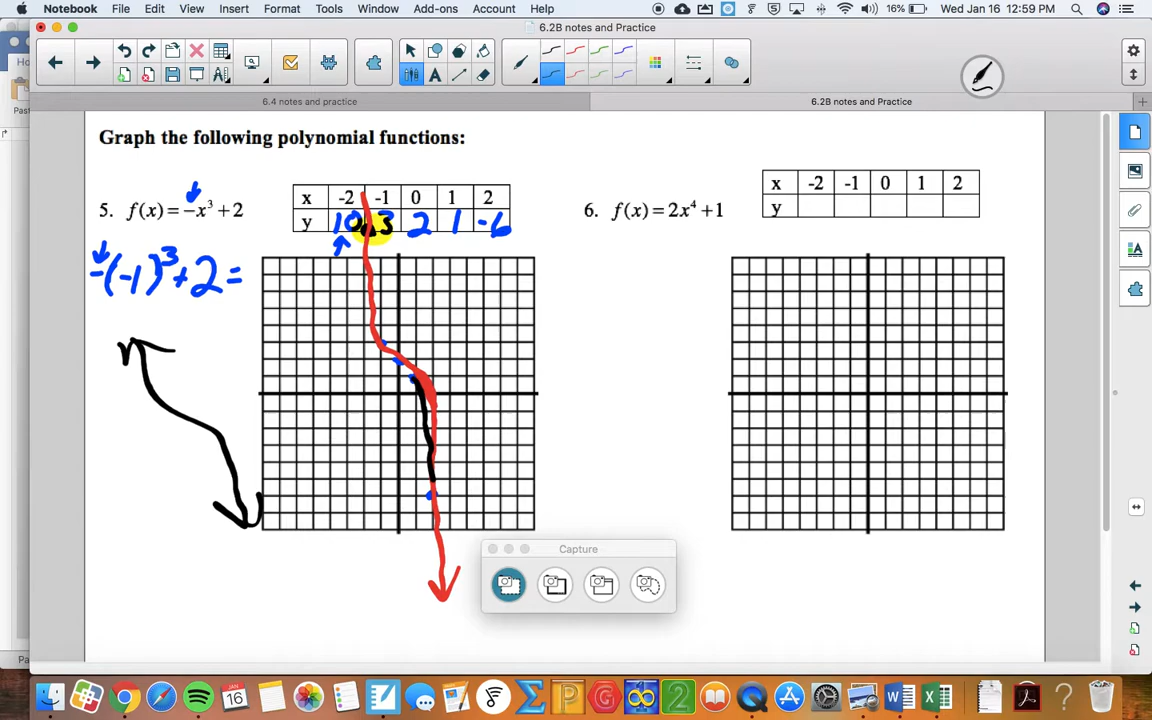 Notebook File Edit View Insert Format Tools Window Add-ons Account Help 16% Wed Jan 16 12:59 PM
6.2B notes and Practice
6.4 notes and practice 6.2B notes and Practice
Graph the following polynomial functions:
x -2 -1 0 1 2
5. f(x) = −x³ + 2
y 10 3 2 1 -6
-(-1)³+2=
x -2 -1 0 1 2
6. f(x) = 2x⁴ + 1
y
Capture
JAN
16
2